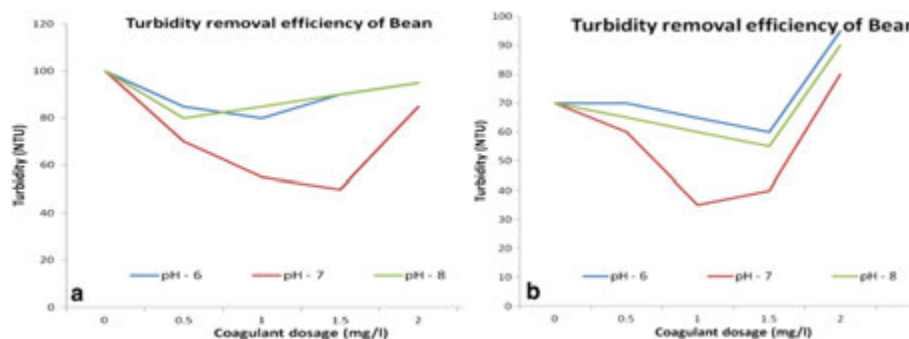 Turbidity removal efficiency of Bean
120
100
80
60
40
20
0
Turbidity (NTU)
pH - 6
pH - 7
pH - 8
a
0
0.5
1
1.5
2
Coagulant dosage (mg/l)
Turbidity removal efficiency of Bean
100
90
80
70
60
50
40
30
20
10
0
Turbidity (NTU)
pH - 6
pH - 7
pH - 8
b
0
0.5
1
1.5
2
Coagulant dosage (mg/l)